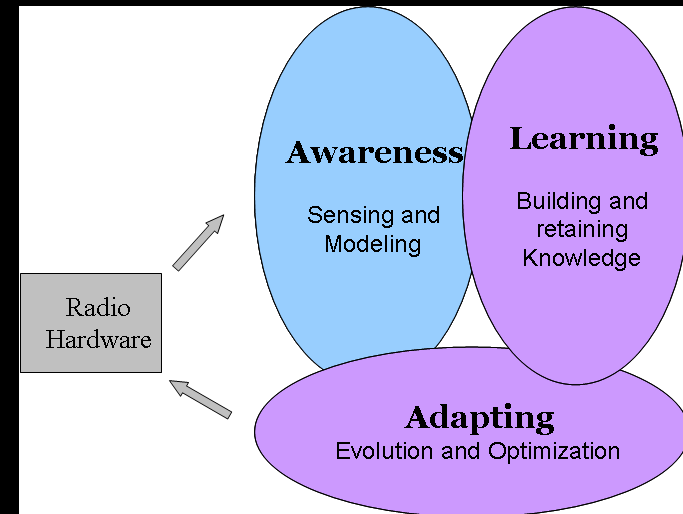 Awareness
Sensing and
Modeling
Learning
Building and
retaining
Knowledge
Radio
Hardware
Adapting
Evolution and Optimization